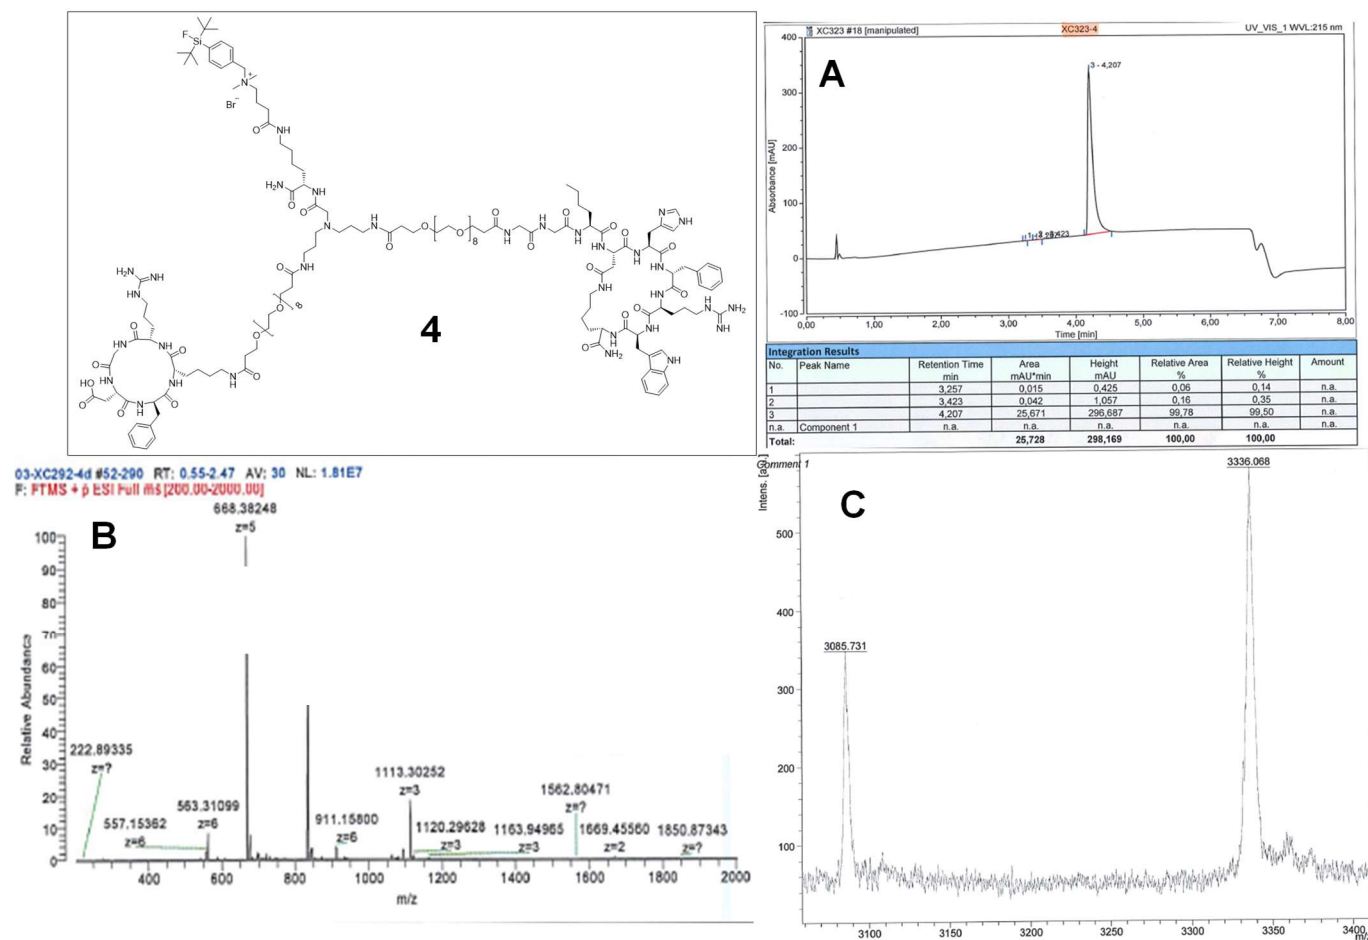 F
Si
N
+
Br
-
O
NH
H2N
O
NH
O
N
H
N
O
O
O
8
O
H
N
O
N
H
O
N
H
O
H
N
O
N
NH
O
NH
O
NH
O
HN
O
NH
O
H
N
NH2
NH
O
NH2
O
N
H
O
NH
NH
O
NH
O
O
8
O
O
N
H
4
H2N
NH
HN
O
NH
HN
O
O
NH
HN
HO
O
O
NH
O
A
XC323 #18 [manipulated]
XC323-4
UV_VIS_1 WVL:215 nm
400
300
200
100
0
-100
Absorbance [mAU]
3 - 4,207
0,00 1,00 2,00 3,00 4,00 5,00 6,00 7,00 8,00
Time [min]
Integration Results
No. Peak Name Retention Time Area Height Relative Area Relative Height Amount
min mAU*min mAU % %
1 3,257 0,015 0,425 0,06 0,14 n.a.
2 3,423 0,042 1,057 0,16 0,35 n.a.
3 4,207 25,671 296,687 99,78 99,50 n.a.
n.a. Component 1 n.a. n.a. n.a. n.a. n.a. n.a.
Total: 25,728 298,169 100,00 100,00
03-XC292-4d #52-290 RT: 0.55-2.47 AV: 30 NL: 1.81E7
F: FTMS + p ESI Full ms [200.00-2000.00]
B
668.38248
z=5
100
90
80
70
60
50
40
30
20
10
0
Relative Abundance
222.89335
z=?
557.15362
z=6
563.31099
z=6
911.15800
z=6
1113.30252
z=3
1120.29628
z=3
1163.94965
z=3
1562.80471
z=?
1669.45560
z=2
1850.87343
z=?
400 600 800 1000 1200 1400 1600 1800 2000
m/z
Comment 1
C
Intens. [a.u.]
500
400
300
200
100
3085.731
3336.068
3100 3150 3200 3250 3300 3350 3400
m/z